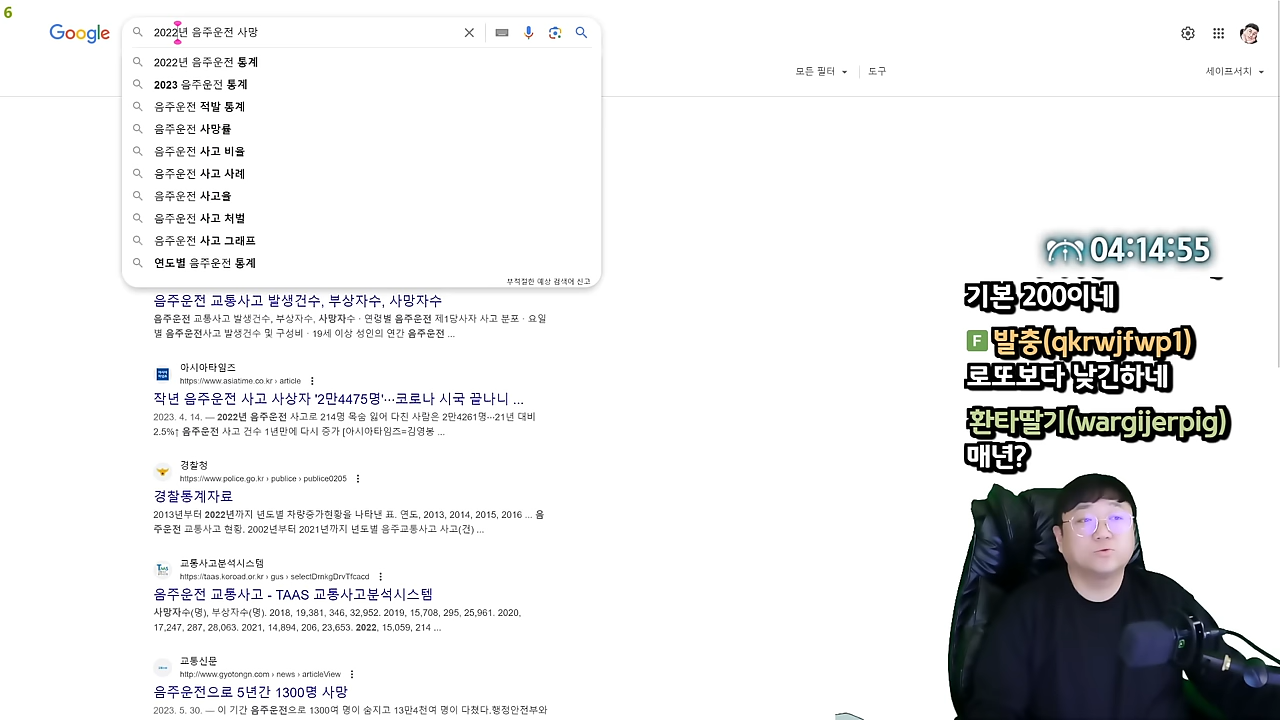 6
Google
2022년 음주운전 사망
2022년 음주운전 통계
2023 음주운전 통계
음주운전 적발 통계
음주운전 사망률
음주운전 사고 비율
음주운전 사고 사례
음주운전 사고율
음주운전 사고 처벌
음주운전 사고 그래프
연도별 음주운전 통계
부적절한 예상 검색어 신고
모든 필터
도구
세이프서치
음주운전 교통사고 발생건수, 부상자수, 사망자수
음주운전 교통사고 발생건수, 부상자수, 사망자수 · 연령별 음주운전 제1당사자 사고 분포 · 요일
별 음주운전사고 발생건수 및 구성비 · 19세 이상 성인의 연간 음주운전 ...
아시아타임즈
https://www.asiatime.co.kr › article
작년 음주운전 사고 사상자 '2만4475명'…코로나 시국 끝나니 ...
2023. 4. 14. — 2022년 음주운전 사고로 214명 목숨 잃어 다친 사람은 2만4261명…21년 대비
2.5%↑ 음주운전 사고 건수 1년만에 다시 증가 [아시아타임즈=김영봉 ...
경찰청
https://www.police.go.kr › publice › publice0205
경찰통계자료
2013년부터 2022년까지 년도별 차량증가현황을 나타낸 표. 연도, 2013, 2014, 2015, 2016 ... 음
주운전 교통사고 현황. 2002년부터 2021년까지 년도별 음주교통사고 사고(건) ...
교통사고분석시스템
https://taas.koroad.or.kr › gus › selectDrnkgDrvTfcacd
음주운전 교통사고 - TAAS 교통사고분석시스템
사망자수(명), 부상자수(명). 2018, 19,381, 346, 32,952. 2019, 15,708, 295, 25,961. 2020,
17,247, 287, 28,063. 2021, 14,894, 206, 23,653. 2022, 15,059, 214 ...
교통신문
http://www.gyotongn.com › news › articleView
음주운전으로 5년간 1300명 사망
2023. 5. 30. — 이 기간 음주운전으로 1300여 명이 숨지고 13만4천여 명이 다쳤다.행정안전부와
04:14:55
기본 200이네
F 발충(qkrwjfwp1)
로또보다 낮긴하네
환타딸기(wargijerpig)
매년?